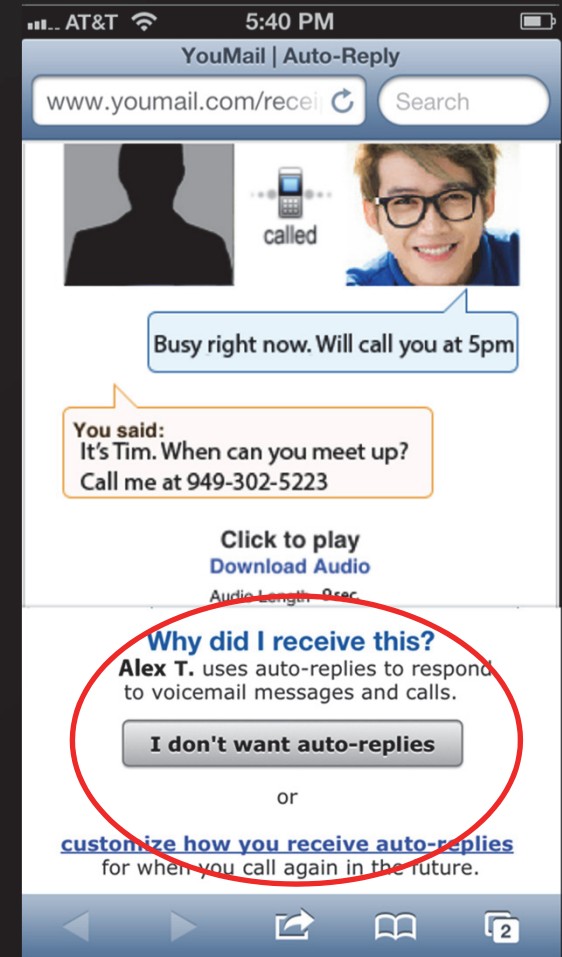 AT&T 5:40 PM
YouMail | Auto-Reply
www.youmail.com/recei Search
called
Busy right now. Will call you at 5pm
You said:
It's Tim. When can you meet up?
Call me at 949-302-5223
Click to play
Download Audio
Audio Length 9 sec.
Why did I receive this?
Alex T. uses auto-replies to respond
to voicemail messages and calls.
I don't want auto-replies
or
customize how you receive auto-replies
for when you call again in the future.
2